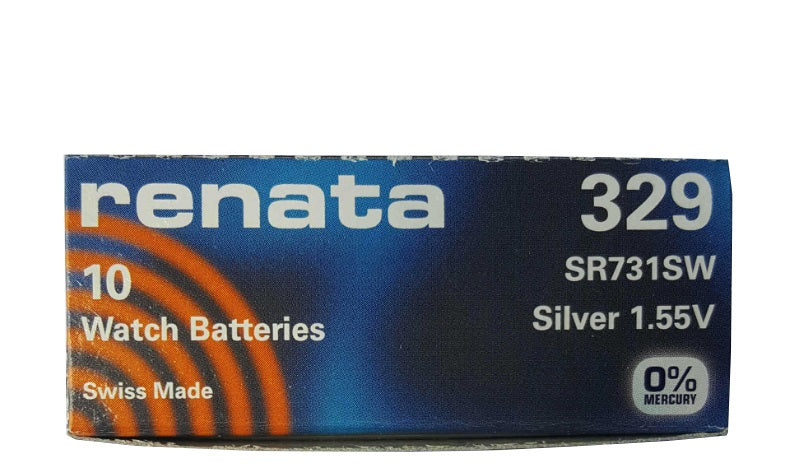 renata
329
SR731SW
10
Watch Batteries
Silver 1.55V
Swiss Made
0%
MERCURY